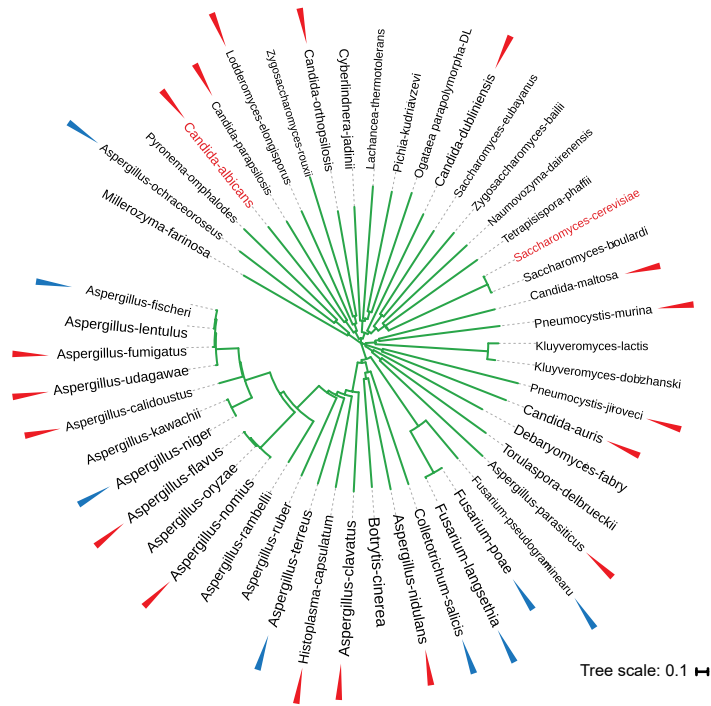 Lodderomyces-elongisporus
Zygosaccharomyces-rouxii
Candida-orthopsilosis
Cyberlindnera-jadinii
Lachancea-thermotolerans
Pichia-kudriavzevi
Ogataea parapolymorpha-DL
Candida-dubliniensis
Saccharomyces-eubayanus
Zygosaccharomyces-bailii
Naumovozyma-dairenensis
Tetrapisispora-phaffii
Saccharomyces-cerevisiae
Saccharomyces-boulardi
Candida-maltosa
Pneumocystis-murina
Kluyveromyces-lactis
Kluyveromyces-dobzhanski
Pneumocystis-jiroveci
Candida-auris
Debaryomyces-fabry
Torulaspora-delbrueckii
Aspergillus-parasiticus
Fusarium-pseudograminearu
Fusarium-poae
Fusarium-langsethia
Colletotrichum-salicis
Aspergillus-nidulans
Botrytis-cinerea
Aspergillus-clavatus
Histoplasma-capsulatum
Aspergillus-terreus
Aspergillus-ruber
Aspergillus-rambelli
Aspergillus-nomius
Aspergillus-oryzae
Aspergillus-flavus
Aspergillus-niger
Aspergillus-kawachii
Aspergillus-calidoustus
Aspergillus-udagawae
Aspergillus-fumigatus
Aspergillus-lentulus
Aspergillus-fischeri
Millerozyma-farinosa
Aspergillus-ochraceoroseus
Pyronema-omphalodes
Candida-albicans
Candida-parapsilosis
Tree scale: 0.1